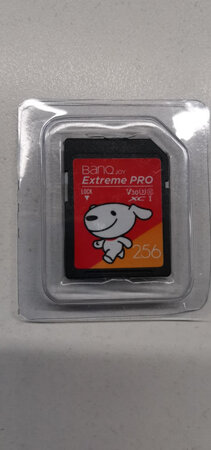 BanQ JOY
Extreme PRO
LOCK V30 U3 10
XC I
256